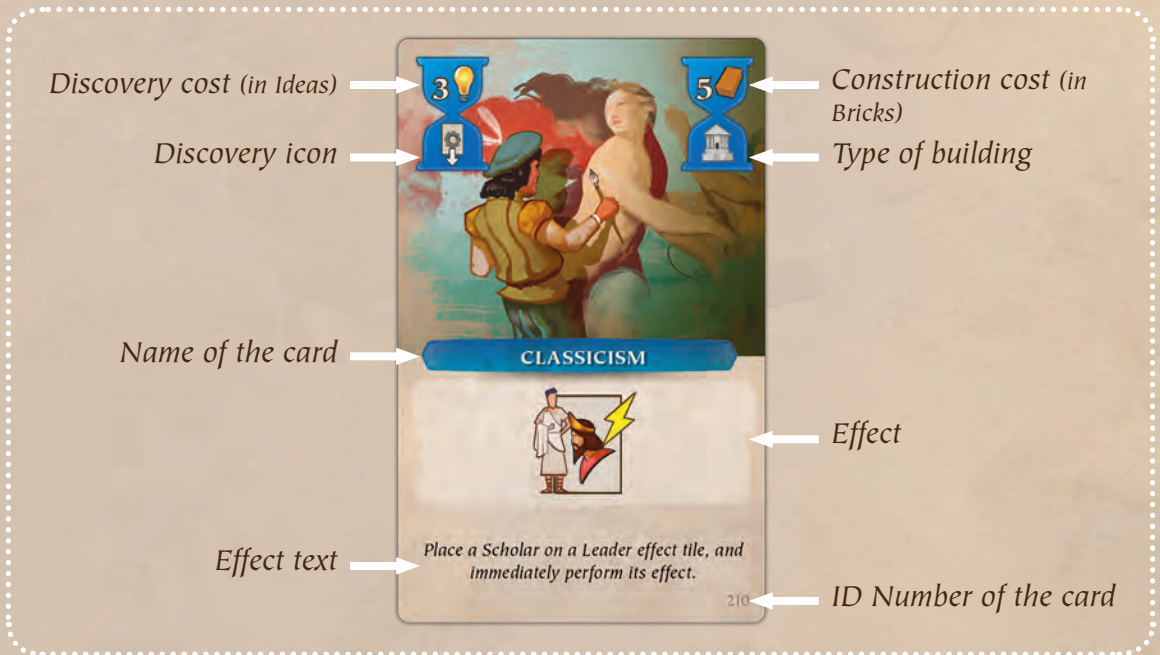 Discovery cost (in Ideas)
3
5
Construction cost (in
Bricks)
Discovery icon
Type of building
Name of the card
CLASSICISM
Effect
Effect text
Place a Scholar on a Leader effect tile, and
immediately perform its effect.
210
ID Number of the card